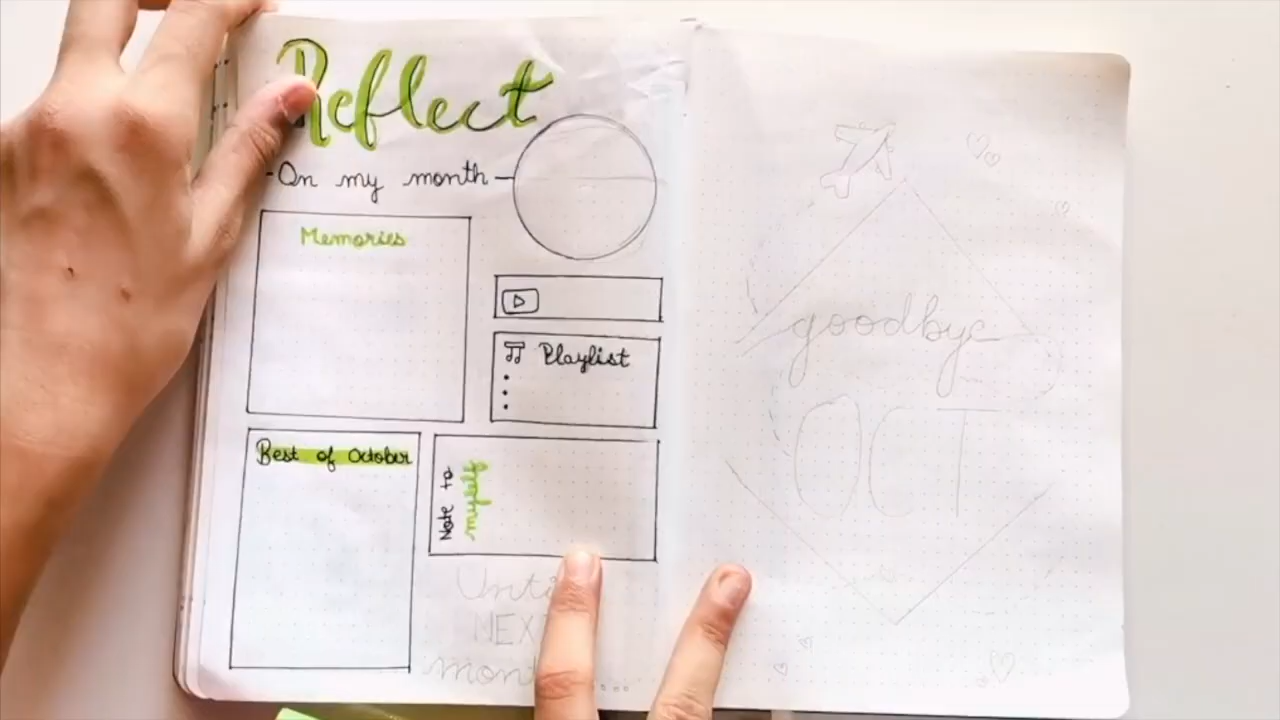 Reflect
-On my month-
Memories
Playlist
Best of October
Note to
myself
Until
NEXT
month...
goodbye
OCT